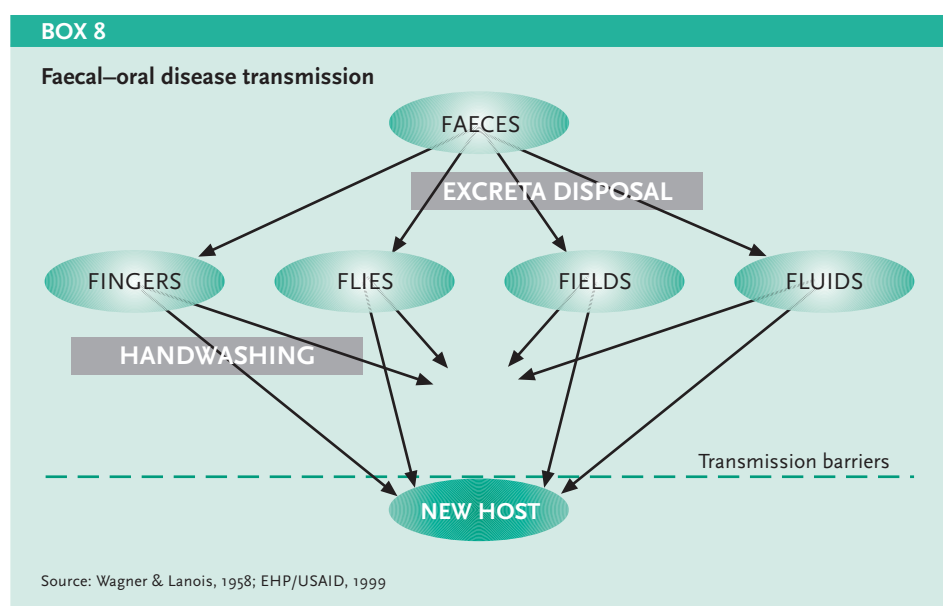 BOX 8
Faecal–oral disease transmission
FAECES
EXCRETA DISPOSAL
FINGERS
FLIES
FIELDS
FLUIDS
HANDWASHING
Transmission barriers
NEW HOST
Source: Wagner & Lanois, 1958; EHP/USAID, 1999